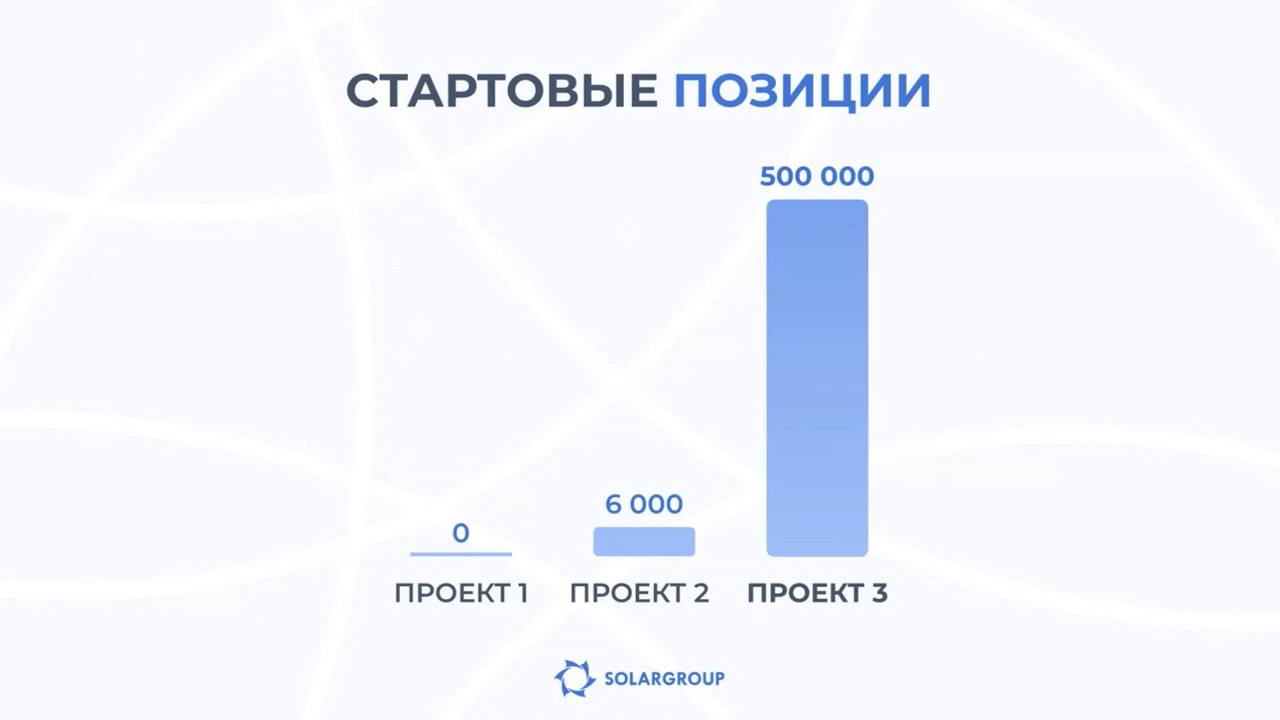 СТАРТОВЫЕ ПОЗИЦИИ
500 000
6 000
0
ПРОЕКТ 1 ПРОЕКТ 2 ПРОЕКТ 3
SOLARGROUP